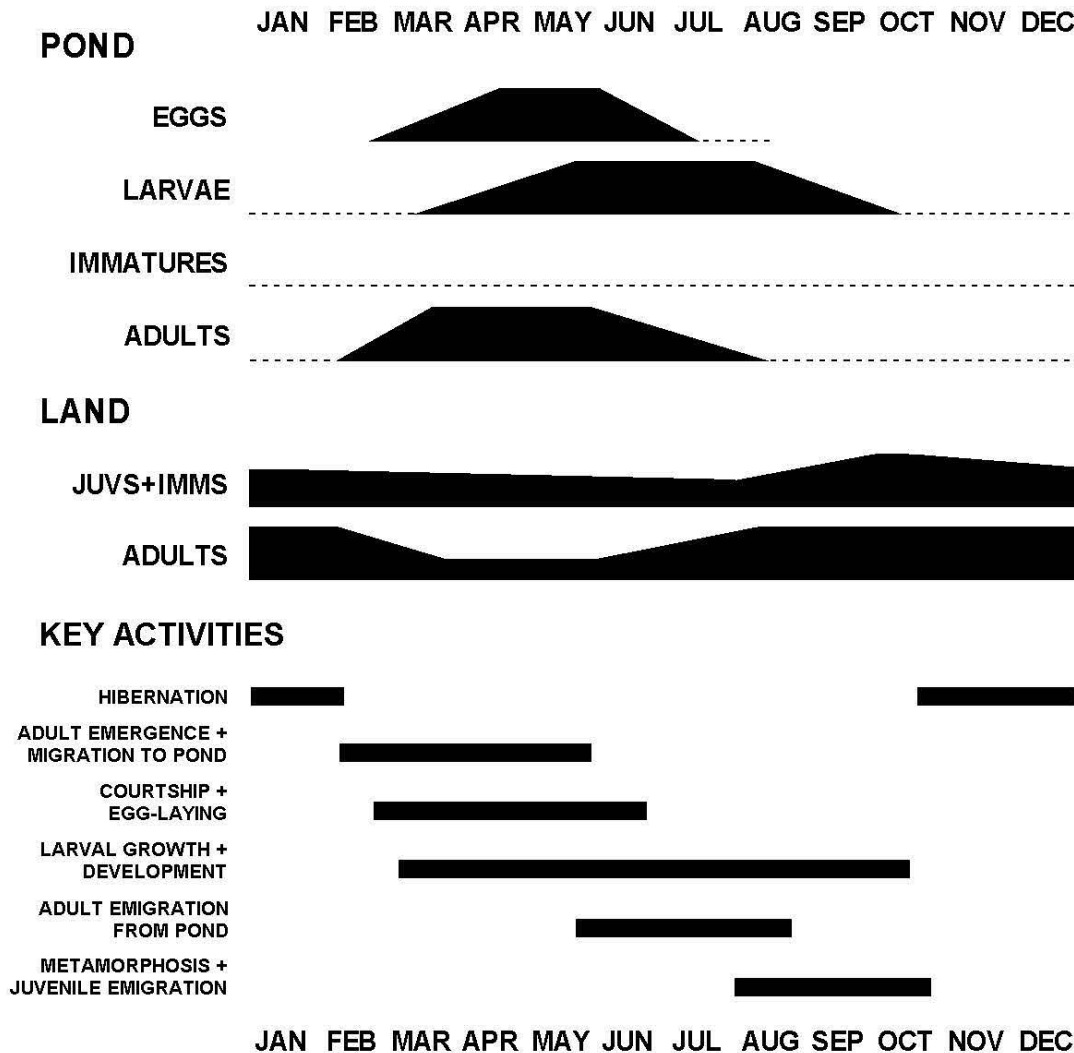 JAN FEB MAR APR MAY JUN JUL AUG SEP OCT NOV DEC
POND
EGGS
LARVAE
IMMATURES
ADULTS
LAND
JUVS+IMMS
ADULTS
KEY ACTIVITIES
HIBERNATION
ADULT EMERGENCE +
MIGRATION TO POND
COURTSHIP +
EGG-LAYING
LARVAL GROWTH +
DEVELOPMENT
ADULT EMIGRATION
FROM POND
METAMORPHOSIS +
JUVENILE EMIGRATION
JAN FEB MAR APR MAY JUN JUL AUG SEP OCT NOV DEC